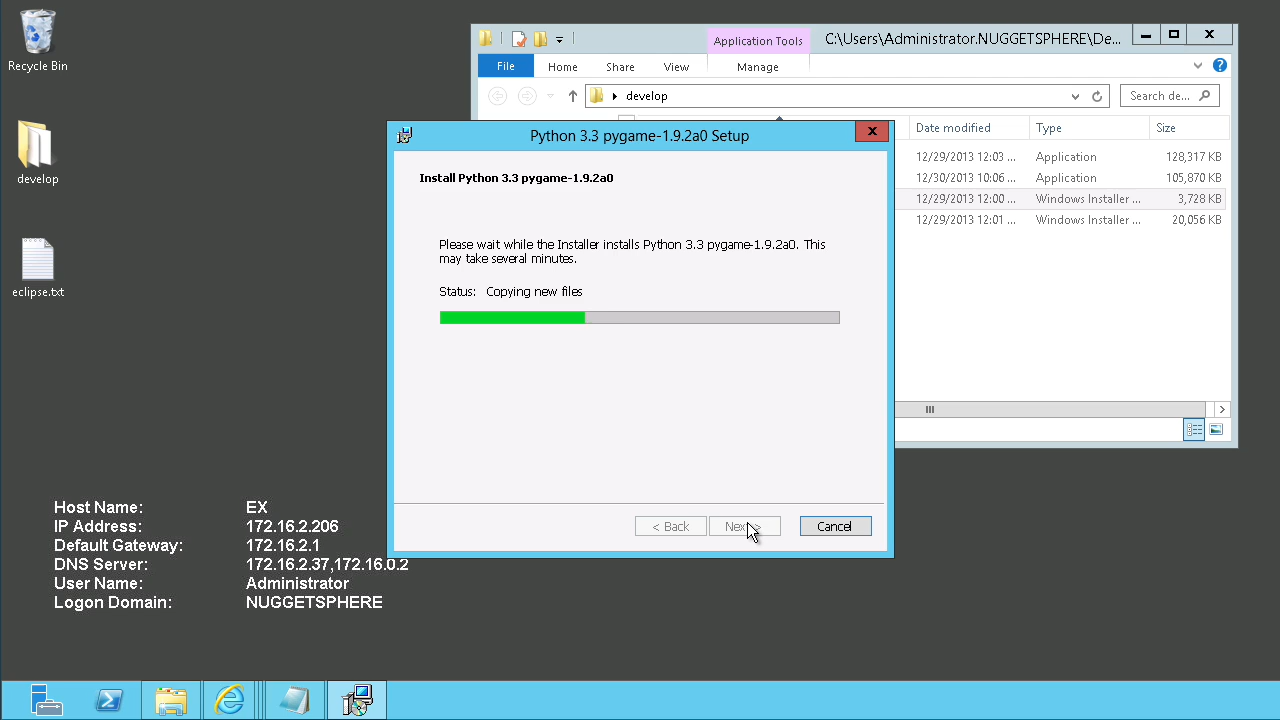 Recycle Bin
develop
eclipse.txt
Application Tools
C:\Users\Administrator.NUGGETSPHERE\De...
File Home Share View Manage
develop
Search de...
Date modified Type Size
12/29/2013 12:03 ... Application 128,317 KB
12/30/2013 10:06 ... Application 105,870 KB
12/29/2013 12:00 ... Windows Installer ... 3,728 KB
12/29/2013 12:01 ... Windows Installer ... 20,056 KB
Python 3.3 pygame-1.9.2a0 Setup
Install Python 3.3 pygame-1.9.2a0
Please wait while the Installer installs Python 3.3 pygame-1.9.2a0. This
may take several minutes.
Status: Copying new files
< Back Next > Cancel
Host Name: EX
IP Address: 172.16.2.206
Default Gateway: 172.16.2.1
DNS Server: 172.16.2.37,172.16.0.2
User Name: Administrator
Logon Domain: NUGGETSPHERE